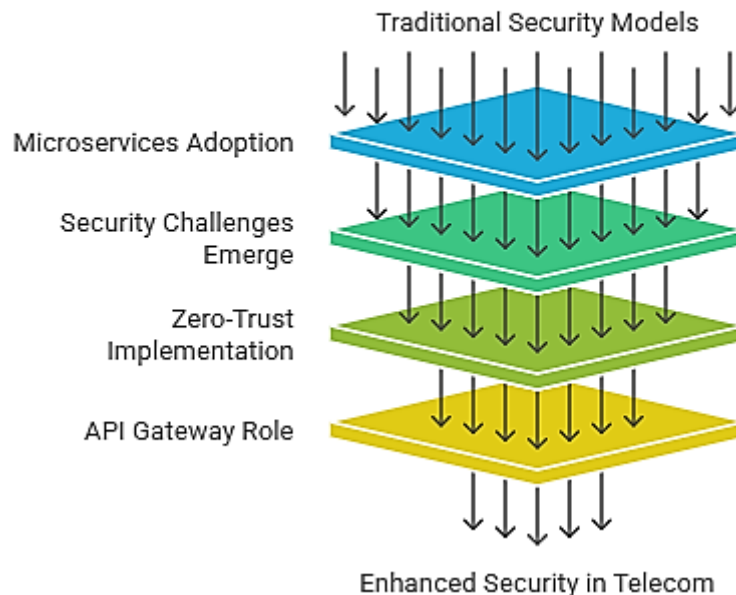 Traditional Security Models
Microservices Adoption
Security Challenges
Emerge
Zero-Trust
Implementation
API Gateway Role
Enhanced Security in Telecom